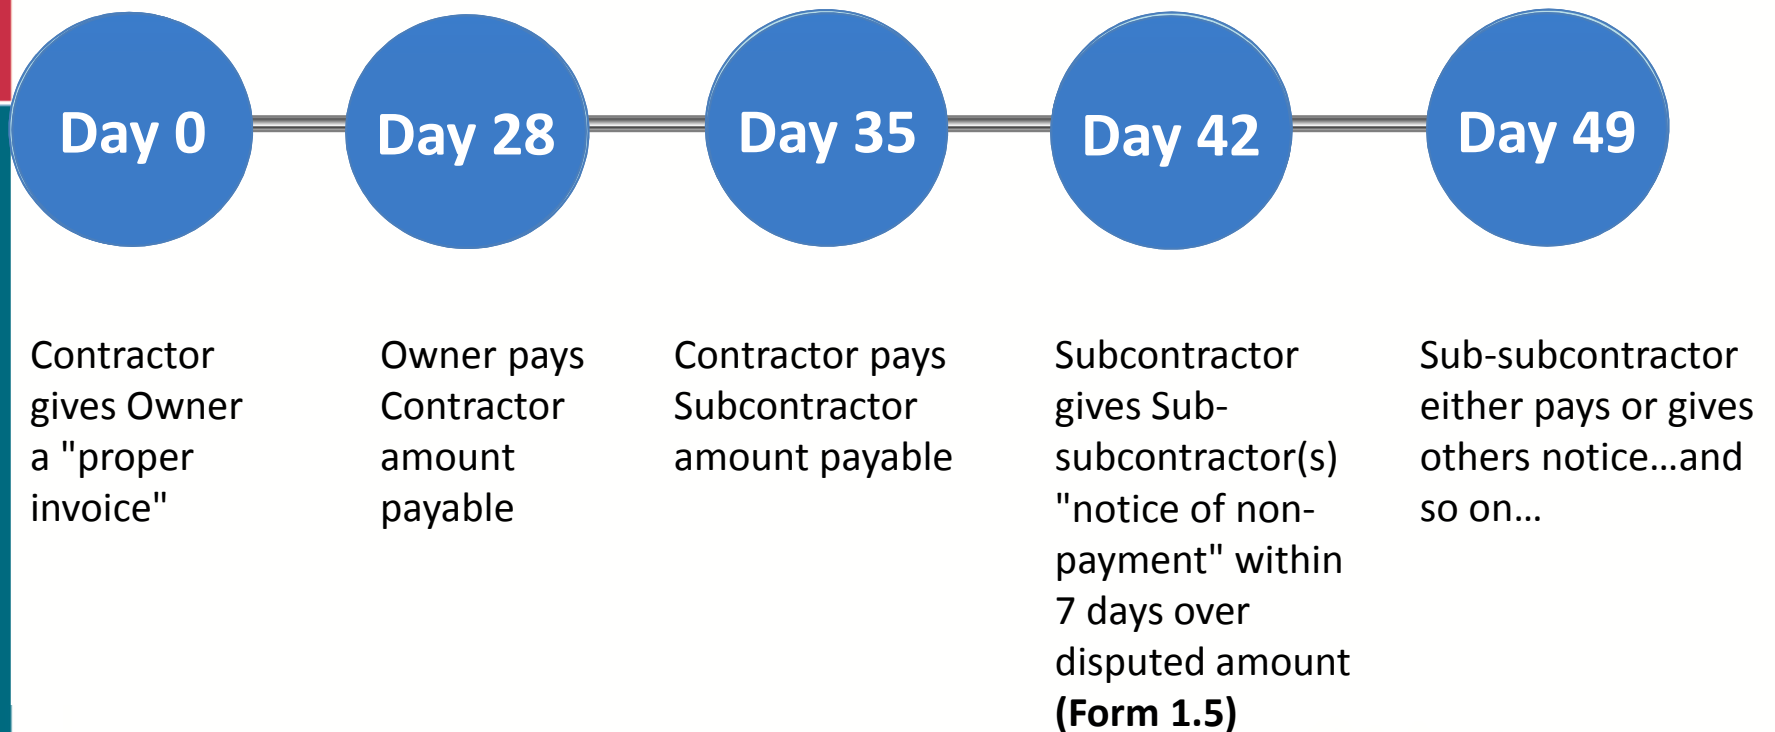 Day 0
Day 28
Day 35
Day 42
Day 49
Contractor
gives Owner
a "proper
invoice"
Owner pays
Contractor
amount
payable
Contractor pays
Subcontractor
amount payable
Subcontractor
gives Sub-
subcontractor(s)
"notice of non-
payment" within
7 days over
disputed amount
(Form 1.5)
Sub-subcontractor
either pays or gives
others notice…and
so on…